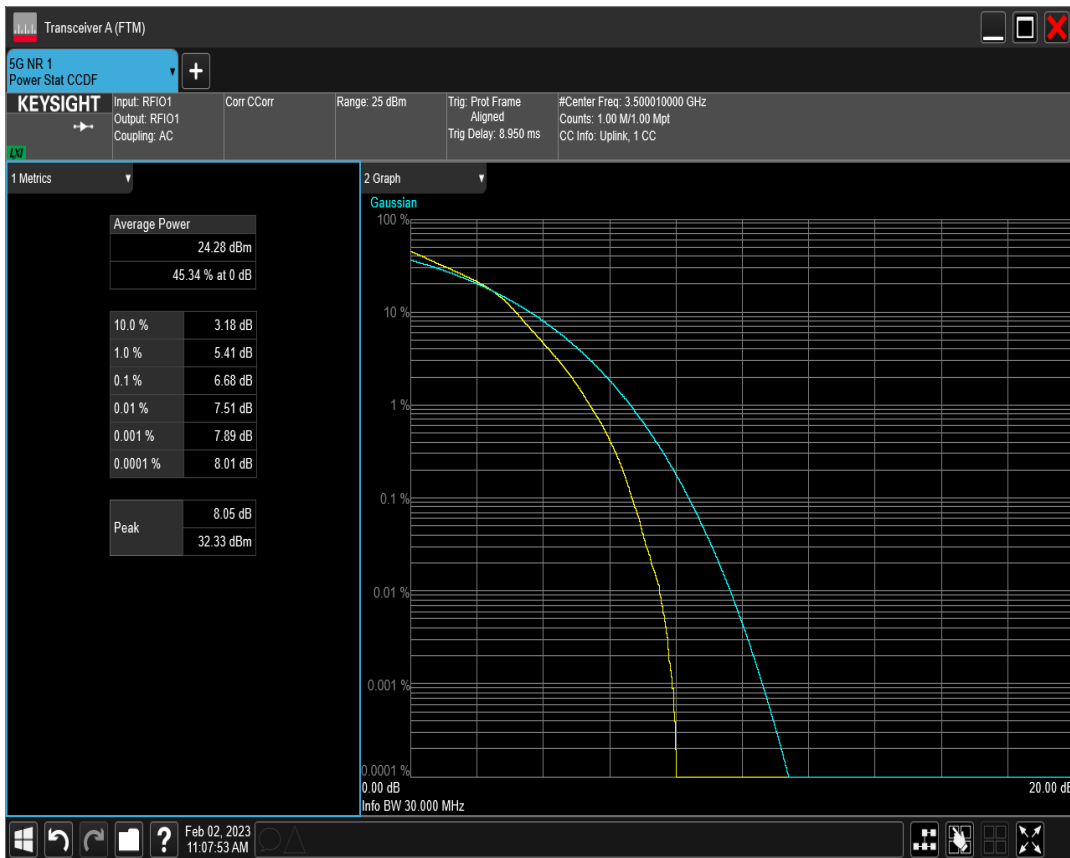 Transceiver A (FTM)
5G NR 1
Power Stat CCDF
+
KEYSIGHT
LXI
Input: RFIO1
Output: RFIO1
Coupling: AC
Corr CCorr
Range: 25 dBm
Trig: Prot Frame
Aligned
Trig Delay: 8.950 ms
#Center Freq: 3.500010000 GHz
Counts: 1.00 M/1.00 Mpt
CC Info: Uplink, 1 CC
1 Metrics
Average Power
24.28 dBm
45.34 % at 0 dB
10.0 % 3.18 dB
1.0 % 5.41 dB
0.1 % 6.68 dB
0.01 % 7.51 dB
0.001 % 7.89 dB
0.0001 % 8.01 dB
Peak
8.05 dB
32.33 dBm
2 Graph
Gaussian
100 %
10 %
1 %
0.1 %
0.01 %
0.001 %
0.0001 %
0.00 dB 20.00 dB
Info BW 30.000 MHz
?
Feb 02, 2023
11:07:53 AM